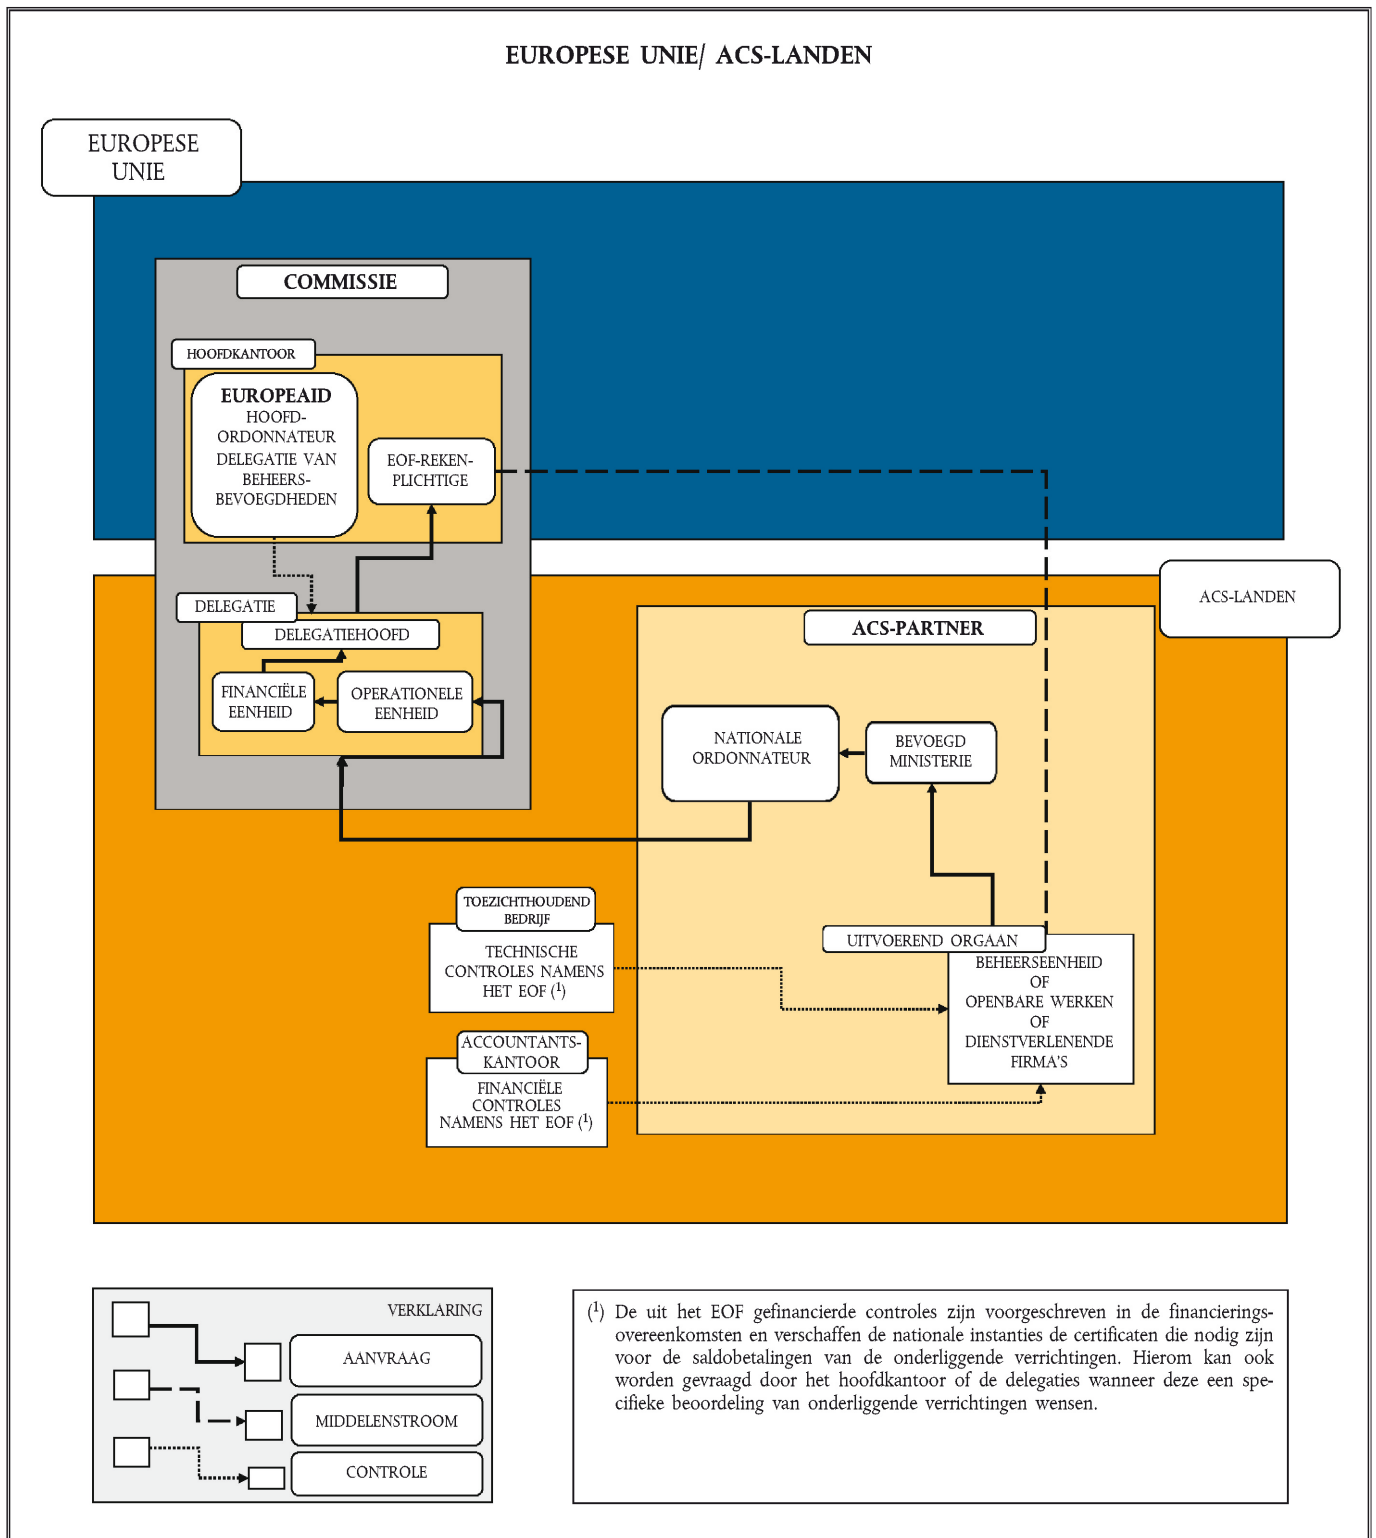 EUROPESE UNIE/ ACS-LANDEN
EUROPESE
UNIE
COMMISSIE
HOOFDKANTOOR
EUROPEAID
HOOFD-
ORDONNATEUR
DELEGATIE VAN
BEHEERS-
BEVOEGDHEDEN
EOF-REKEN-
PLICHTIGE
ACS-LANDEN
DELEGATIE
DELEGATIEHOOFD
FINANCIËLE
EENHEID
OPERATIONELE
EENHEID
ACS-PARTNER
NATIONALE
ORDONNATEUR
BEVOEGD
MINISTERIE
TOEZICHTHOUDEND
BEDRIJF
TECHNISCHE
CONTROLES NAMENS
HET EOF (1)
UITVOEREND ORGAAN
BEHEERSEENHEID
OF
OPENBARE WERKEN
OF
DIENSTVERLENENDE
FIRMA'S
ACCOUNTANTS-
KANTOOR
FINANCIËLE
CONTROLES
NAMENS HET EOF (1)
VERKLARING
AANVRAAG
MIDDELENSTROOM
CONTROLE
(1) De uit het EOF gefinancierde controles zijn voorgeschreven in de financierings-
overeenkomsten en verschaffen de nationale instanties de certificaten die nodig zijn
voor de saldobetalingen van de onderliggende verrichtingen. Hierom kan ook
worden gevraagd door het hoofdkantoor of de delegaties wanneer deze een spe-
cifieke beoordeling van onderliggende verrichtingen wensen.